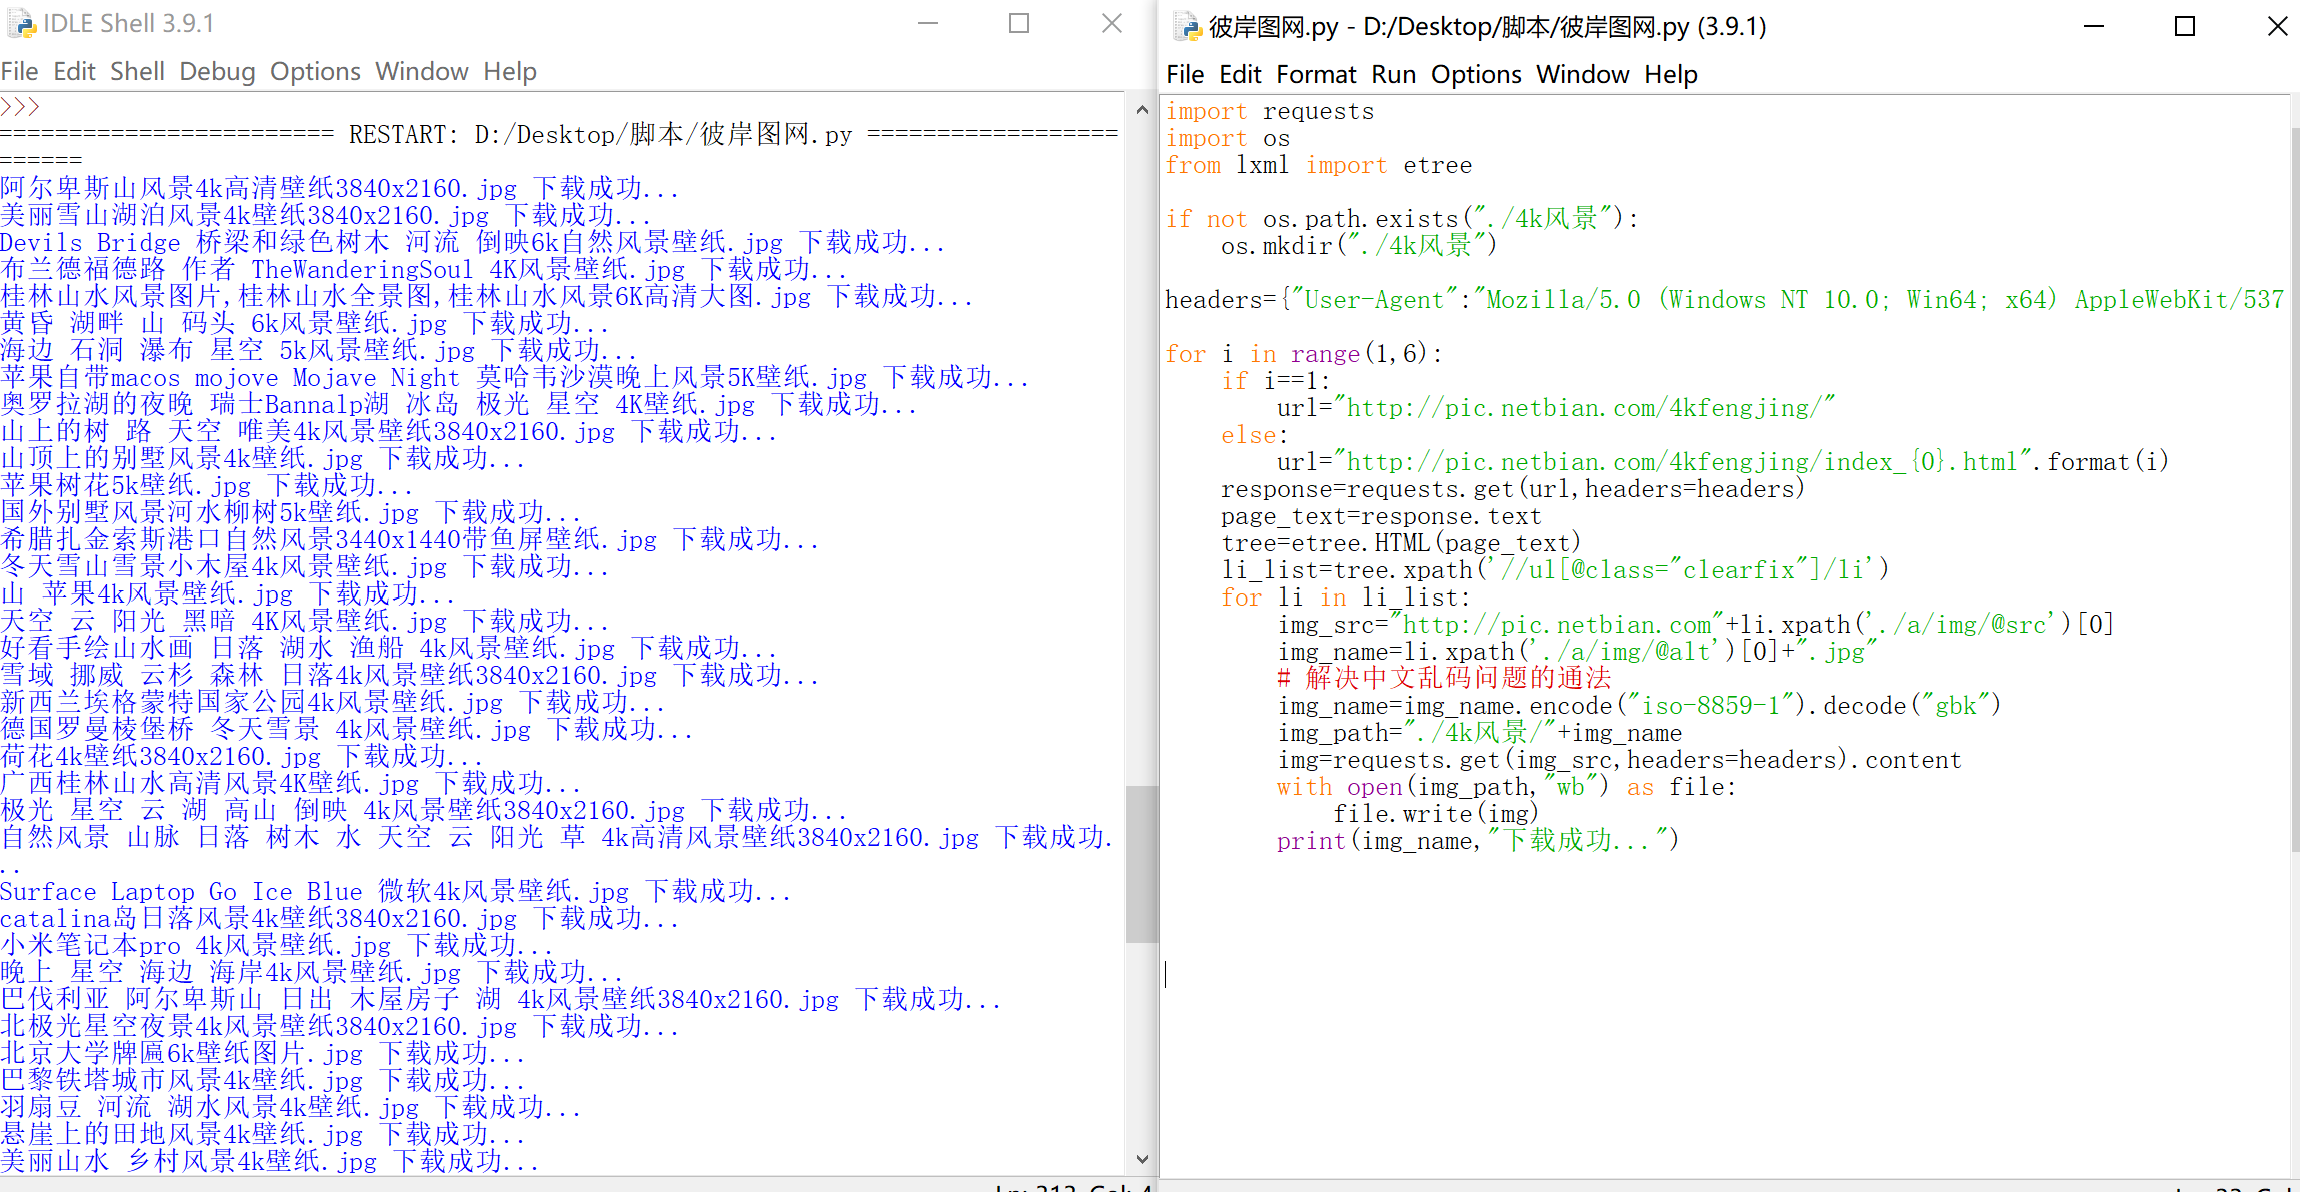 IDLE Shell 3.9.1
File Edit Shell Debug Options Window Help
>>>
======================== RESTART: D:/Desktop/脚本/彼岸图网.py ==================
======
阿尔卑斯山风景4k高清壁纸3840x2160.jpg 下载成功...
美丽雪山湖泊风景4k壁纸3840x2160.jpg 下载成功...
Devils Bridge 桥梁和绿色树木 河流 倒映6k自然风景壁纸.jpg 下载成功...
布兰德福德路 作者 TheWanderingSoul 4K风景壁纸.jpg 下载成功...
桂林山水风景图片,桂林山水全景图,桂林山水风景6K高清大图.jpg 下载成功...
黄昏 湖畔 山 码头 6k风景壁纸.jpg 下载成功...
海边 石洞 瀑布 星空 5k风景壁纸.jpg 下载成功...
苹果自带macos mojove Mojave Night 莫哈韦沙漠晚上风景5K壁纸.jpg 下载成功...
奥罗拉湖的夜晚 瑞士Bannalp湖 冰岛 极光 星空 4K壁纸.jpg 下载成功...
山上的树 路 天空 唯美4k风景壁纸3840x2160.jpg 下载成功...
山顶上的别墅风景4k壁纸.jpg 下载成功...
苹果树花5k壁纸.jpg 下载成功...
国外别墅风景河水柳树5k壁纸.jpg 下载成功...
希腊扎金索斯港口自然风景3440x1440带鱼屏壁纸.jpg 下载成功...
冬天雪山雪景小木屋4k风景壁纸.jpg 下载成功...
山 苹果4k风景壁纸.jpg 下载成功...
天空 云 阳光 黑暗 4K风景壁纸.jpg 下载成功...
好看手绘山水画 日落 湖水 渔船 4k风景壁纸.jpg 下载成功...
雪域 挪威 云杉 森林 日落4k风景壁纸3840x2160.jpg 下载成功...
新西兰埃格蒙特国家公园4k风景壁纸.jpg 下载成功...
德国罗曼棱堡桥 冬天雪景 4k风景壁纸.jpg 下载成功...
荷花4k壁纸3840x2160.jpg 下载成功...
广西桂林山水高清风景4K壁纸.jpg 下载成功...
极光 星空 云 湖 高山 倒映 4k风景壁纸3840x2160.jpg 下载成功...
自然风景 山脉 日落 树木 水 天空 云 阳光 草 4k高清风景壁纸3840x2160.jpg 下载成功.
..
Surface Laptop Go Ice Blue 微软4k风景壁纸.jpg 下载成功...
catalina岛日落风景4k壁纸3840x2160.jpg 下载成功...
小米笔记本pro 4k风景壁纸.jpg 下载成功...
晚上 星空 海边 海岸4k风景壁纸.jpg 下载成功...
巴伐利亚 阿尔卑斯山 日出 木屋房子 湖 4k风景壁纸3840x2160.jpg 下载成功...
北极光星空夜景4k风景壁纸3840x2160.jpg 下载成功...
北京大学牌匾6k壁纸图片.jpg 下载成功...
巴黎铁塔城市风景4k壁纸.jpg 下载成功...
羽扇豆 河流 湖水风景4k壁纸.jpg 下载成功...
悬崖上的田地风景4k壁纸.jpg 下载成功...
美丽山水 乡村风景4k壁纸.jpg 下载成功...
彼岸图网.py - D:/Desktop/脚本/彼岸图网.py (3.9.1)
File Edit Format Run Options Window Help
import requests
import os
from lxml import etree
if not os.path.exists("./4k风景"):
    os.mkdir("./4k风景")
headers={"User-Agent":"Mozilla/5.0 (Windows NT 10.0; Win64; x64) AppleWebKit/537
for i in range(1,6):
    if i==1:
        url="http://pic.netbian.com/4kfengjing/"
    else:
        url="http://pic.netbian.com/4kfengjing/index_{0}.html".format(i)
    response=requests.get(url,headers=headers)
    page_text=response.text
    tree=etree.HTML(page_text)
    li_list=tree.xpath('//ul[@class="clearfix"]/li')
    for li in li_list:
        img_src="http://pic.netbian.com"+li.xpath('./a/img/@src')[0]
        img_name=li.xpath('./a/img/@alt')[0]+".jpg"
        # 解决中文乱码问题的通法
        img_name=img_name.encode("iso-8859-1").decode("gbk")
        img_path="./4k风景/"+img_name
        img=requests.get(img_src,headers=headers).content
        with open(img_path,"wb") as file:
            file.write(img)
        print(img_name,"下载成功...")